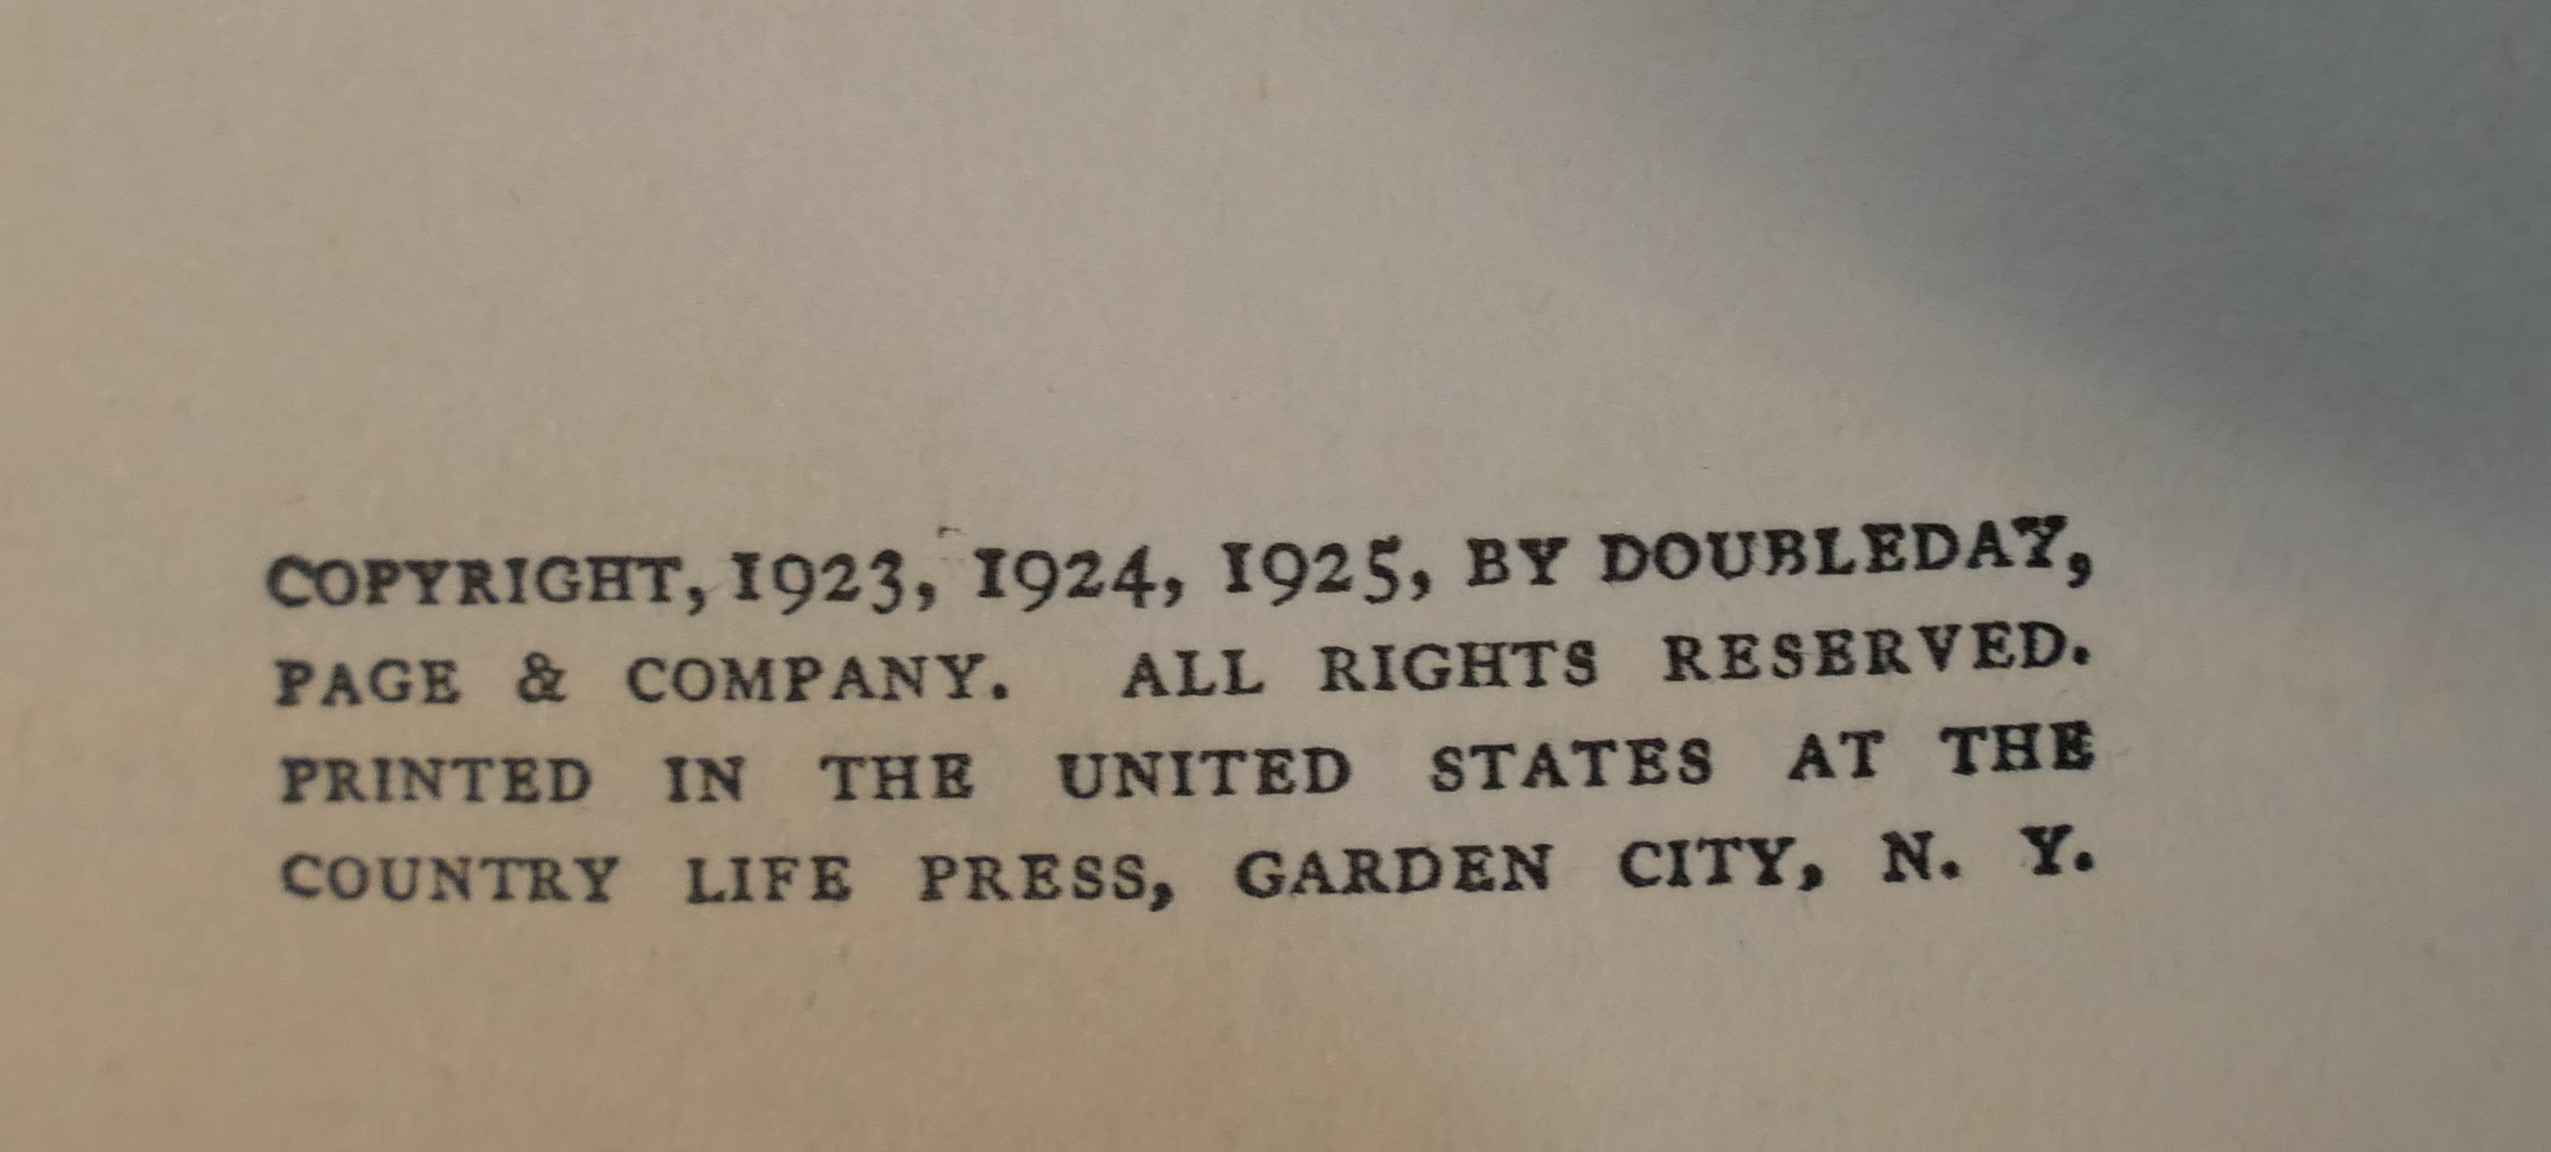 COPYRIGHT, 1923, 1924, 1925, BY DOUBLEDAY,
PAGE & COMPANY. ALL RIGHTS RESERVED.
PRINTED IN THE UNITED STATES AT THE
COUNTRY LIFE PRESS, GARDEN CITY, N. Y.